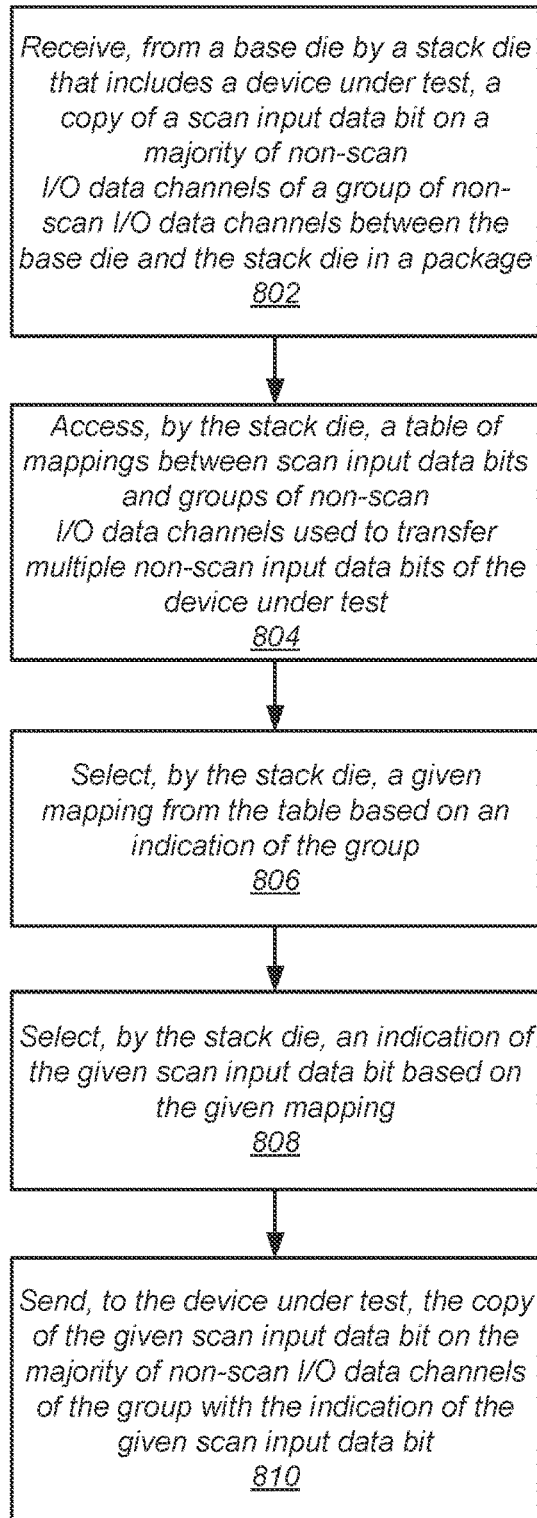 Receive, from a base die by a stack die
that includes a device under test, a
copy of a scan input data bit on a
majority of non-scan
I/O data channels of a group of non-
scan I/O data channels between the
base die and the stack die in a package
802
Access, by the stack die, a table of
mappings between scan input data bits
and groups of non-scan
I/O data channels used to transfer
multiple non-scan input data bits of the
device under test
804
Select, by the stack die, a given
mapping from the table based on an
indication of the group
806
Select, by the stack die, an indication of
the given scan input data bit based on
the given mapping
808
Send, to the device under test, the copy
of the given scan input data bit on the
majority of non-scan I/O data channels
of the group with the indication of the
given scan input data bit
810